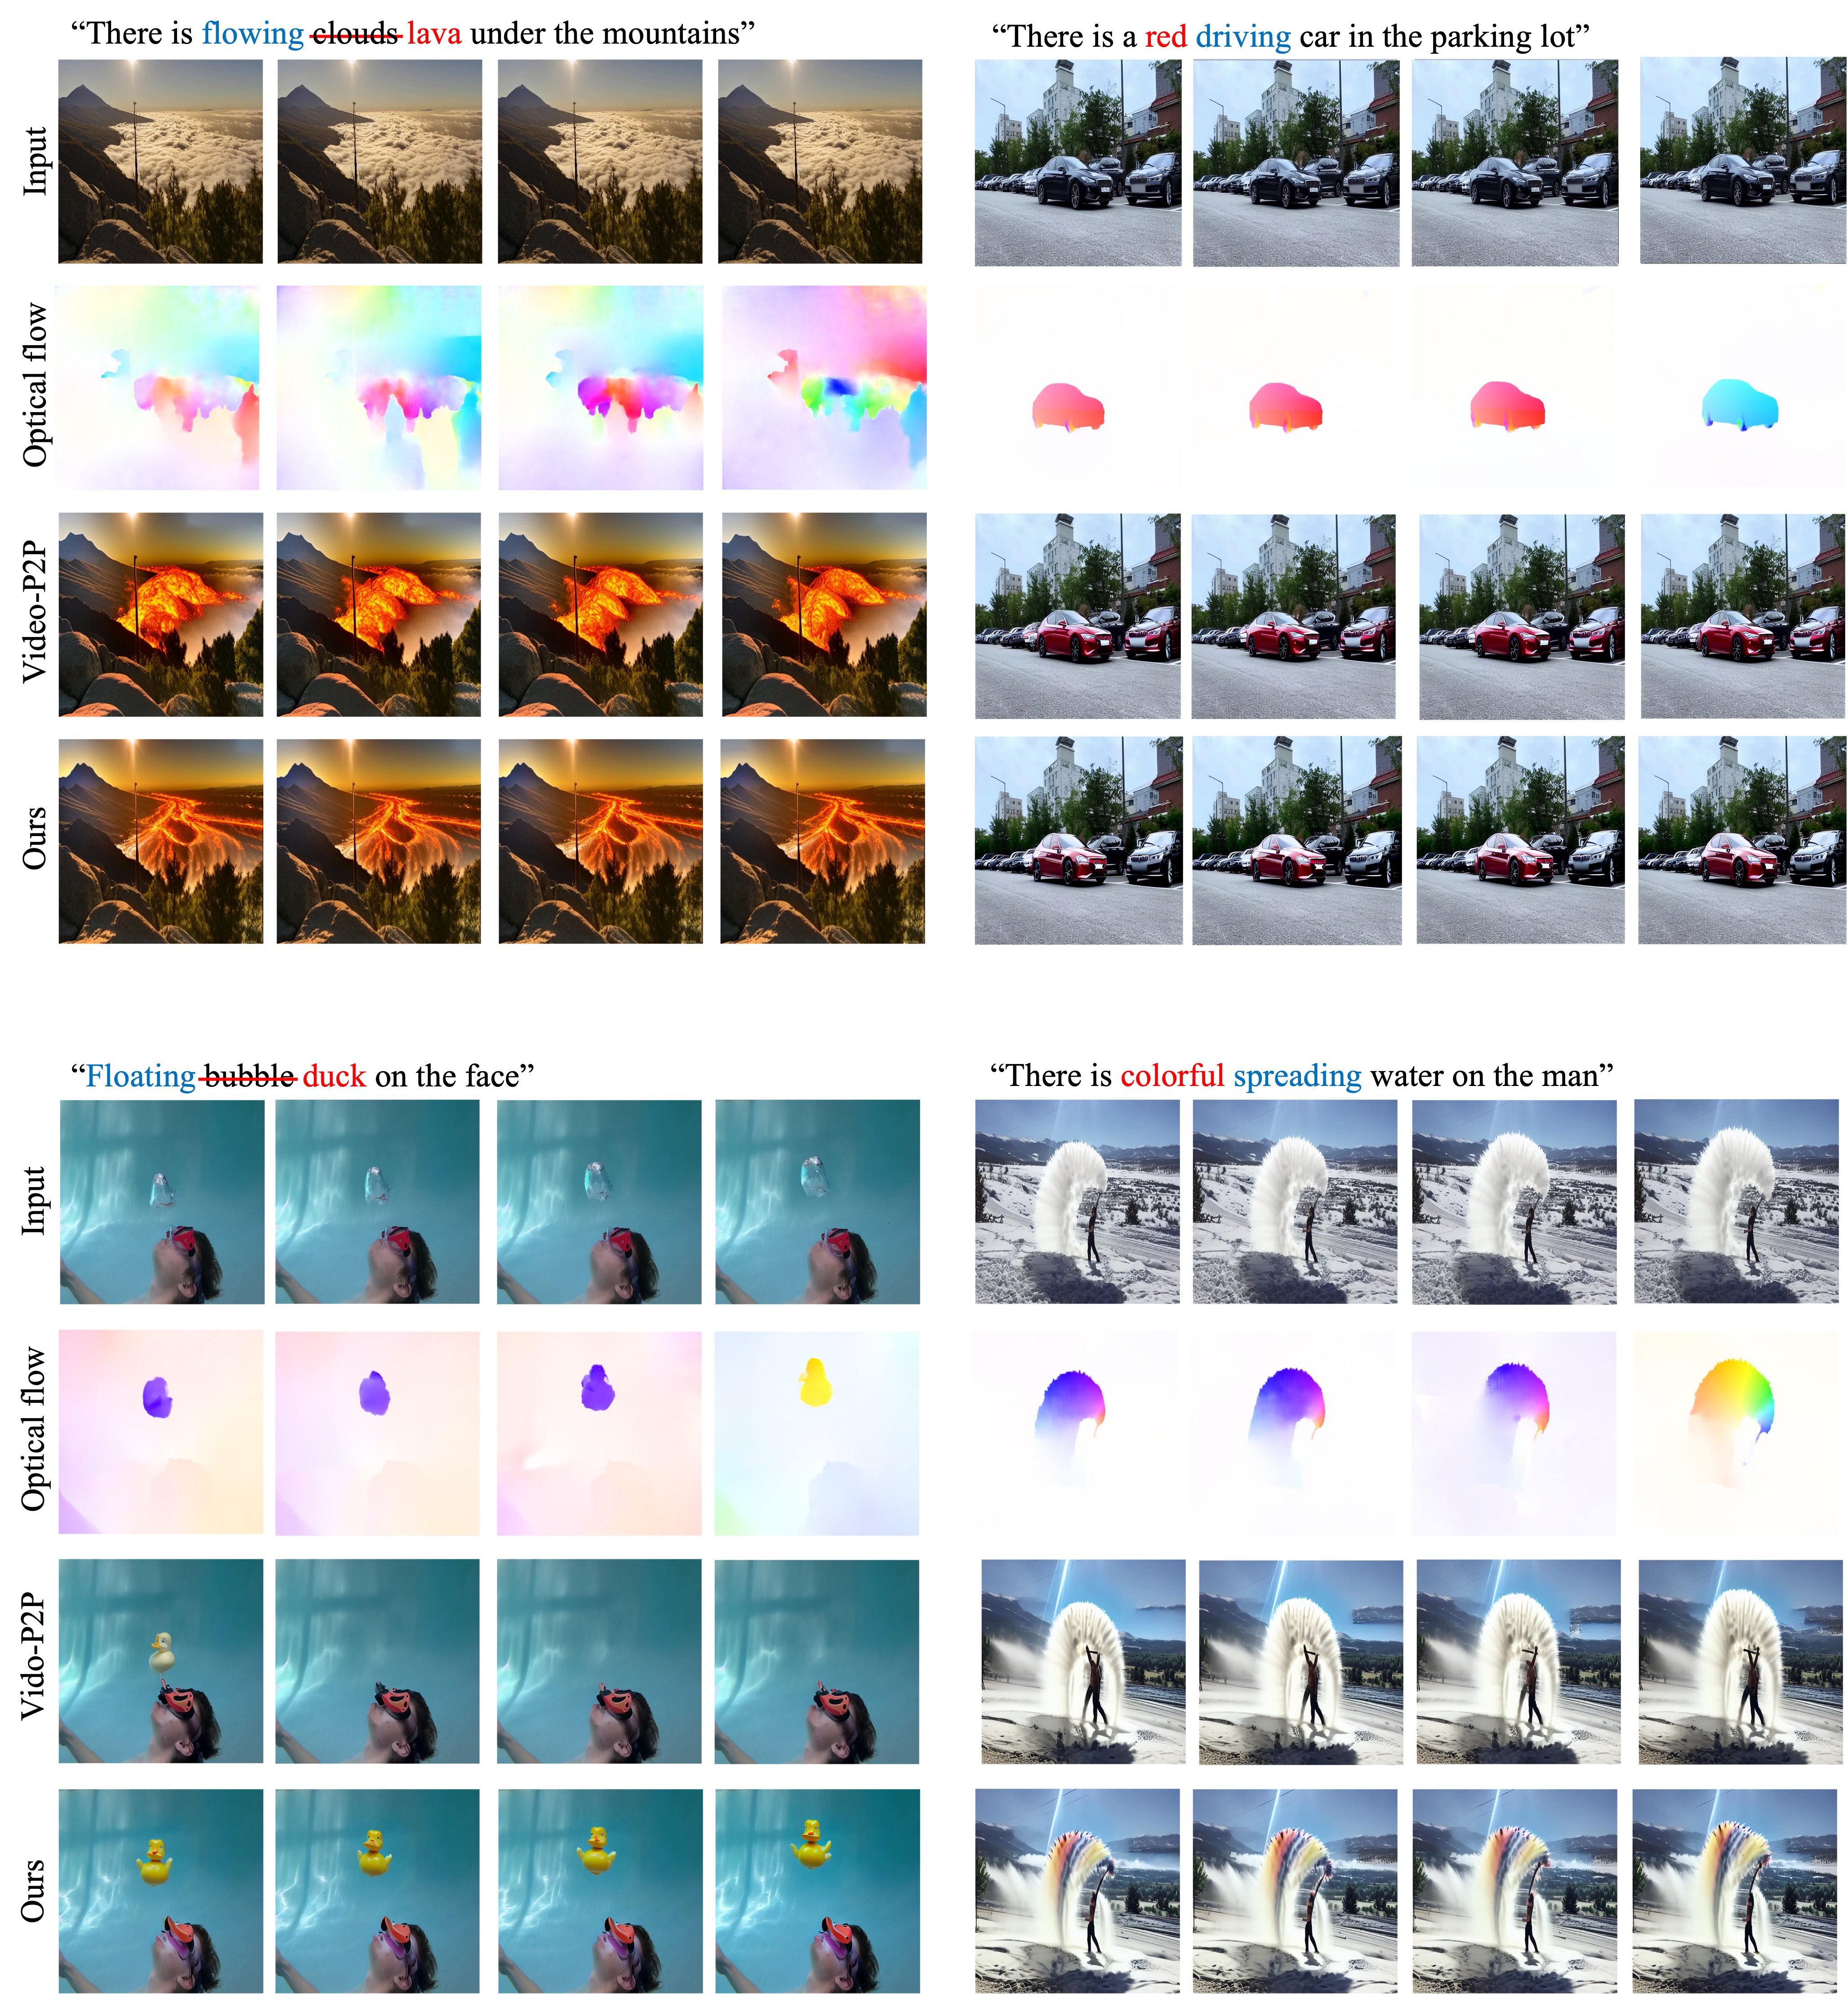 “There is flowing clouds lava under the mountains”
Input
Optical flow
Video-P2P
Ours
“There is a red driving car in the parking lot”
“Floating bubble duck on the face”
Input
Optical flow
Vido-P2P
Ours
“There is colorful spreading water on the man”